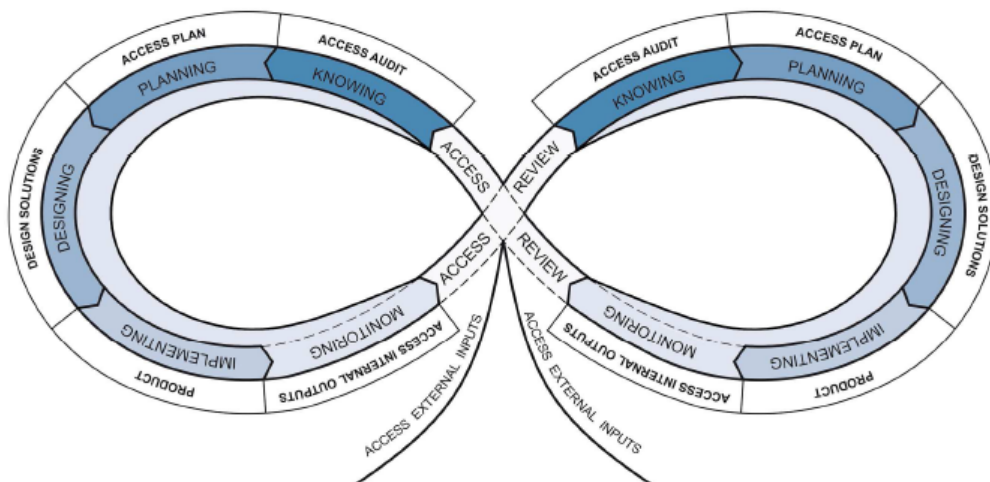 ACCESS PLAN
ACCESS AUDIT
PLANNING
KNOWING
DESIGN SOLUTIONS
DESIGNING
IMPLEMENTING
PRODUCT
MONITORING
ACCESS INTERNAL OUTPUTS
ACCESS
REVIEW
ACCESS
REVIEW
ACCESS EXTERNAL INPUTS
ACCESS EXTERNAL INPUTS
ACCESS AUDIT
ACCESS PLAN
KNOWING
PLANNING
DESIGNING
DESIGN SOLUTIONS
IMPLEMENTING
PRODUCT
MONITORING
ACCESS INTERNAL OUTPUTS